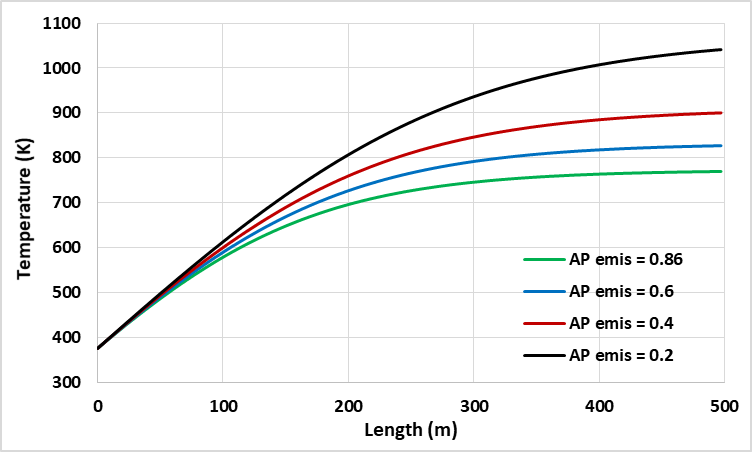 1100
1000
900
800
700
600
500
400
300
Temperature (K)
AP emis = 0.86
AP emis = 0.6
AP emis = 0.4
AP emis = 0.2
0 100 200 300 400 500
Length (m)